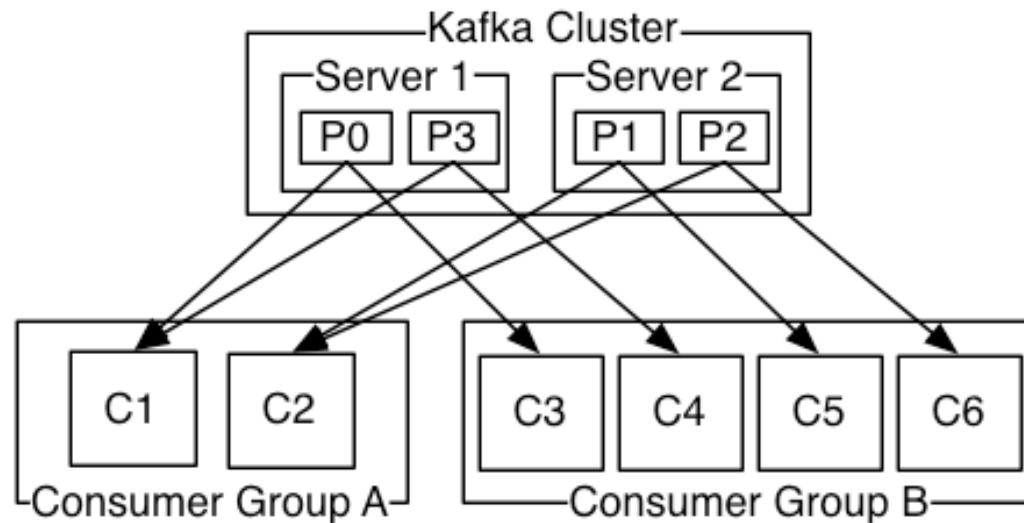 Kafka Cluster
Server 1
Server 2
P0
P3
P1
P2
C1
C2
C3
C4
C5
C6
Consumer Group A
Consumer Group B